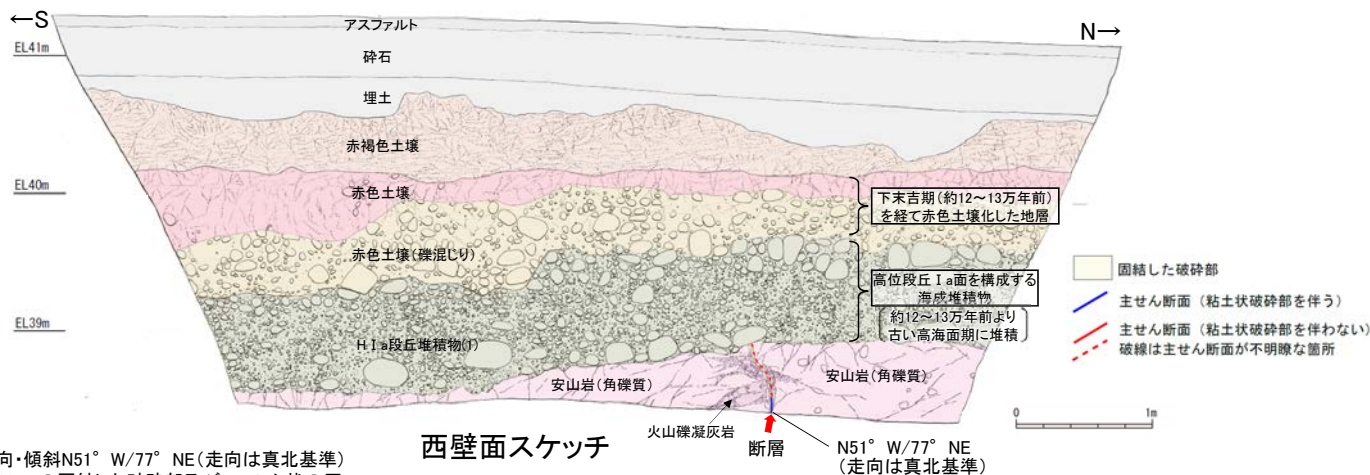 ←S
N→
アスファルト
EL41m
砕石
埋土
赤褐色土壌
EL40m
赤色土壌
下末吉期(約12～13万年前)
を経て赤色土壌化した地層
赤色土壌(礫混じり)
高位段丘Ⅰa面を構成する
海成堆積物
約12～13万年前より
古い高海面期に堆積
EL39m
HⅠa段丘堆積物(1)
固結した破砕部
主せん断面（粘土状破砕部を伴う）
主せん断面（粘土状破砕部を伴わない）
破線は主せん断面が不明瞭な箇所
安山岩(角礫質)
安山岩(角礫質)
0 1m
火山礫凝灰岩
断層
N51°W/77°NE
(走向は真北基準)
西壁面スケッチ
向・傾斜N51°W/77°NE(走向は真北基準)